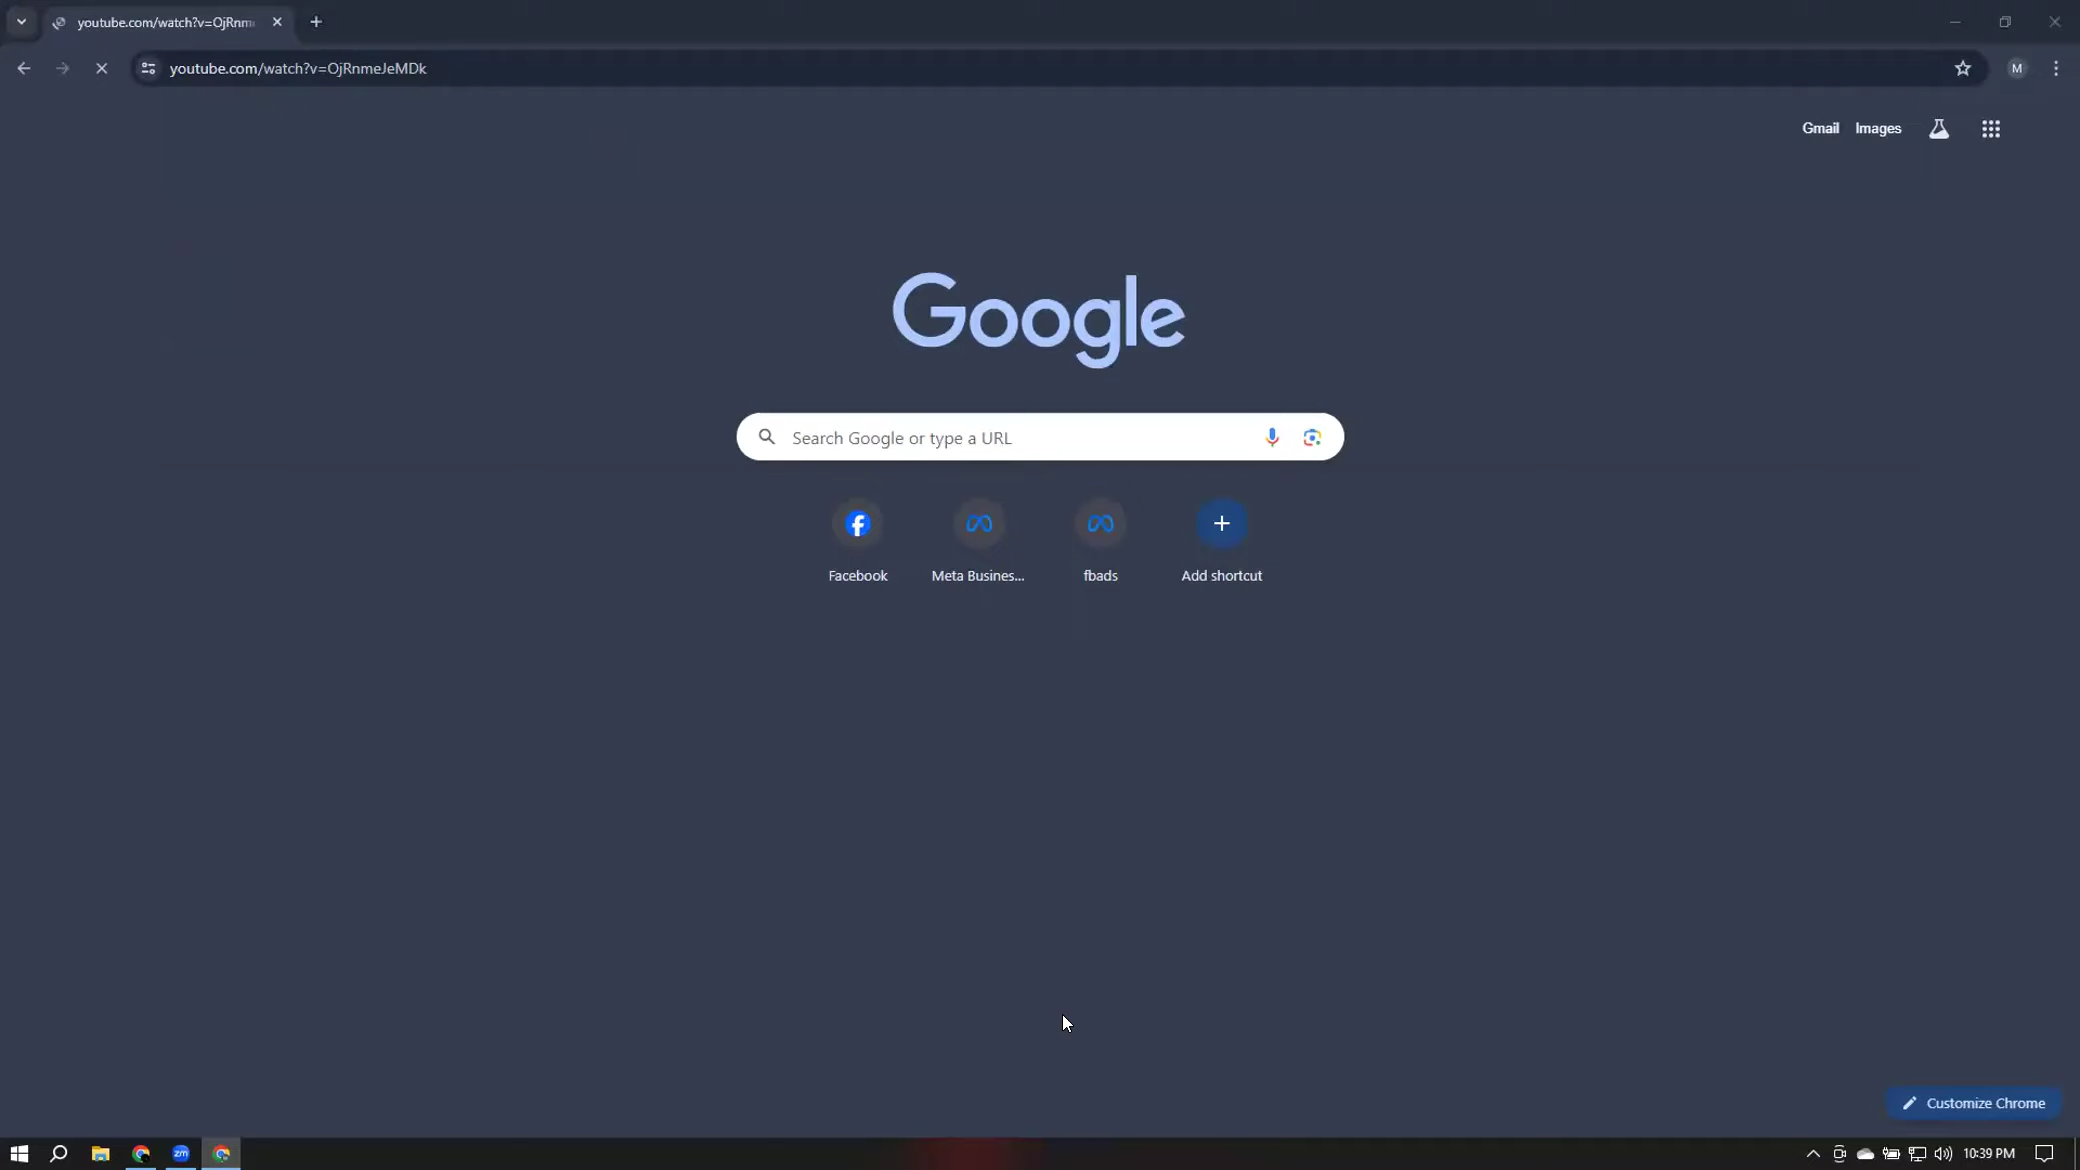 youtube.com/watch?v=OjRnm
youtube.com/watch?v=OjRnmeJeMDk
M
Gmail Images
Google
Search Google or type a URL
Facebook Meta Busines... fbads Add shortcut
Customize Chrome
zm
10:39 PM